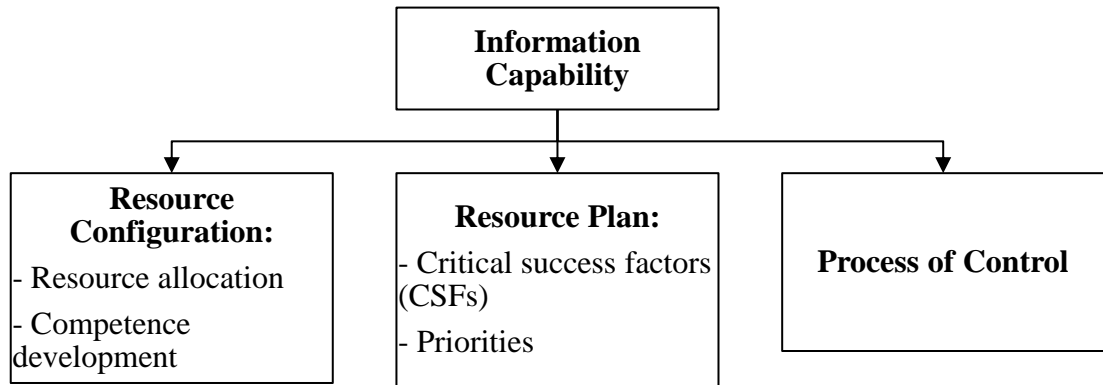 Information
Capability
Resource
Configuration:
- Resource allocation
- Competence
development
Resource Plan:
- Critical success factors
(CSFs)
- Priorities
Process of Control